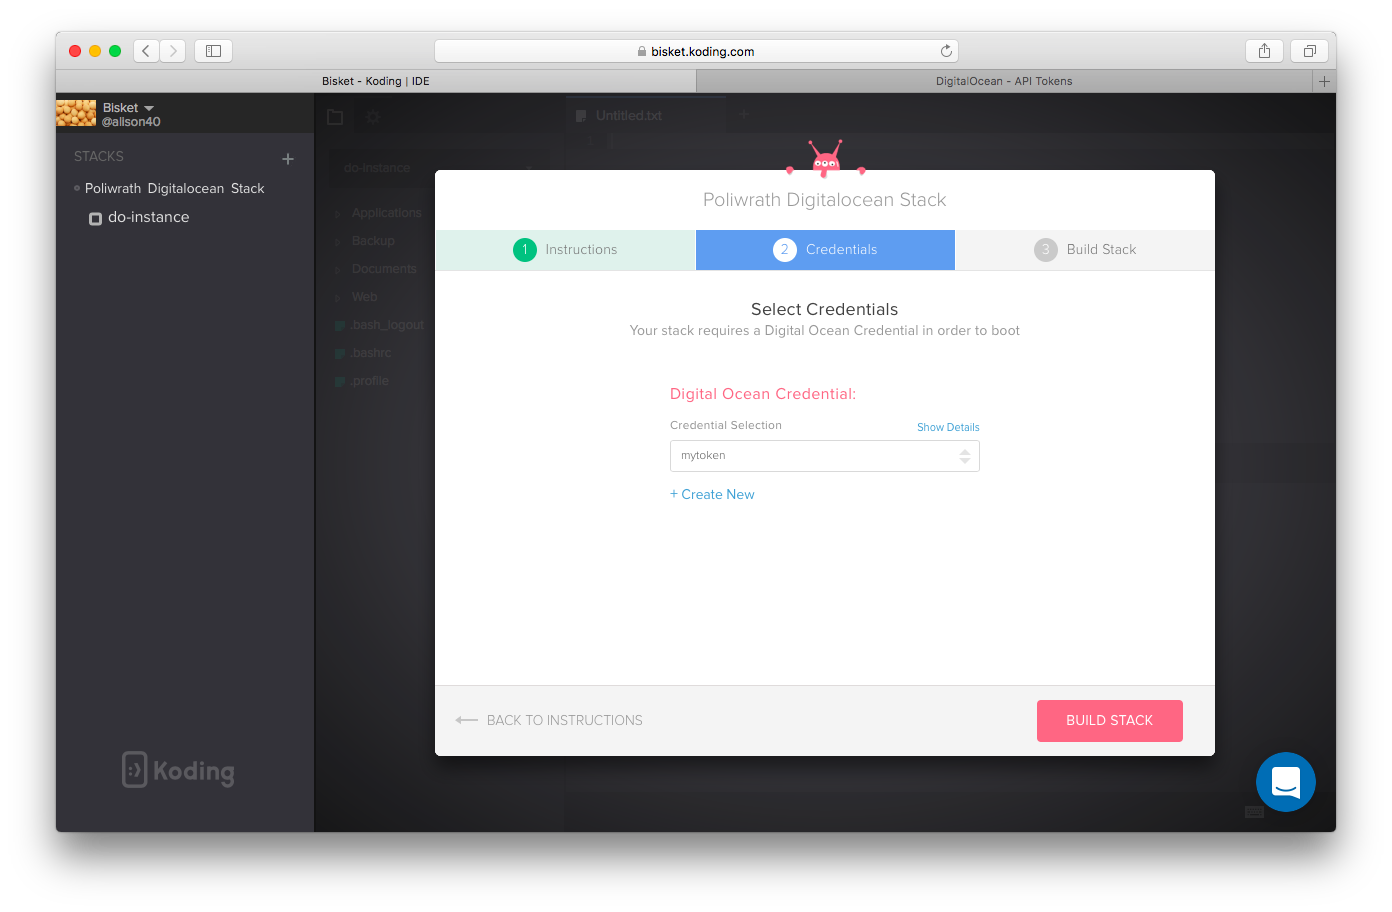 bisket.koding.com
Bisket - Koding | IDE
DigitalOcean - API Tokens
Bisket
@alison40
STACKS
Poliwrath Digitalocean Stack
do-instance
Untitled.txt
do-instance
Applications
Backup
Documents
Web
.bash_logout
.bashrc
.profile
Poliwrath Digitalocean Stack
1 Instructions
2 Credentials
3 Build Stack
Select Credentials
Your stack requires a Digital Ocean Credential in order to boot
Digital Ocean Credential:
Credential Selection
Show Details
mytoken
+ Create New
BACK TO INSTRUCTIONS
BUILD STACK
:) Koding